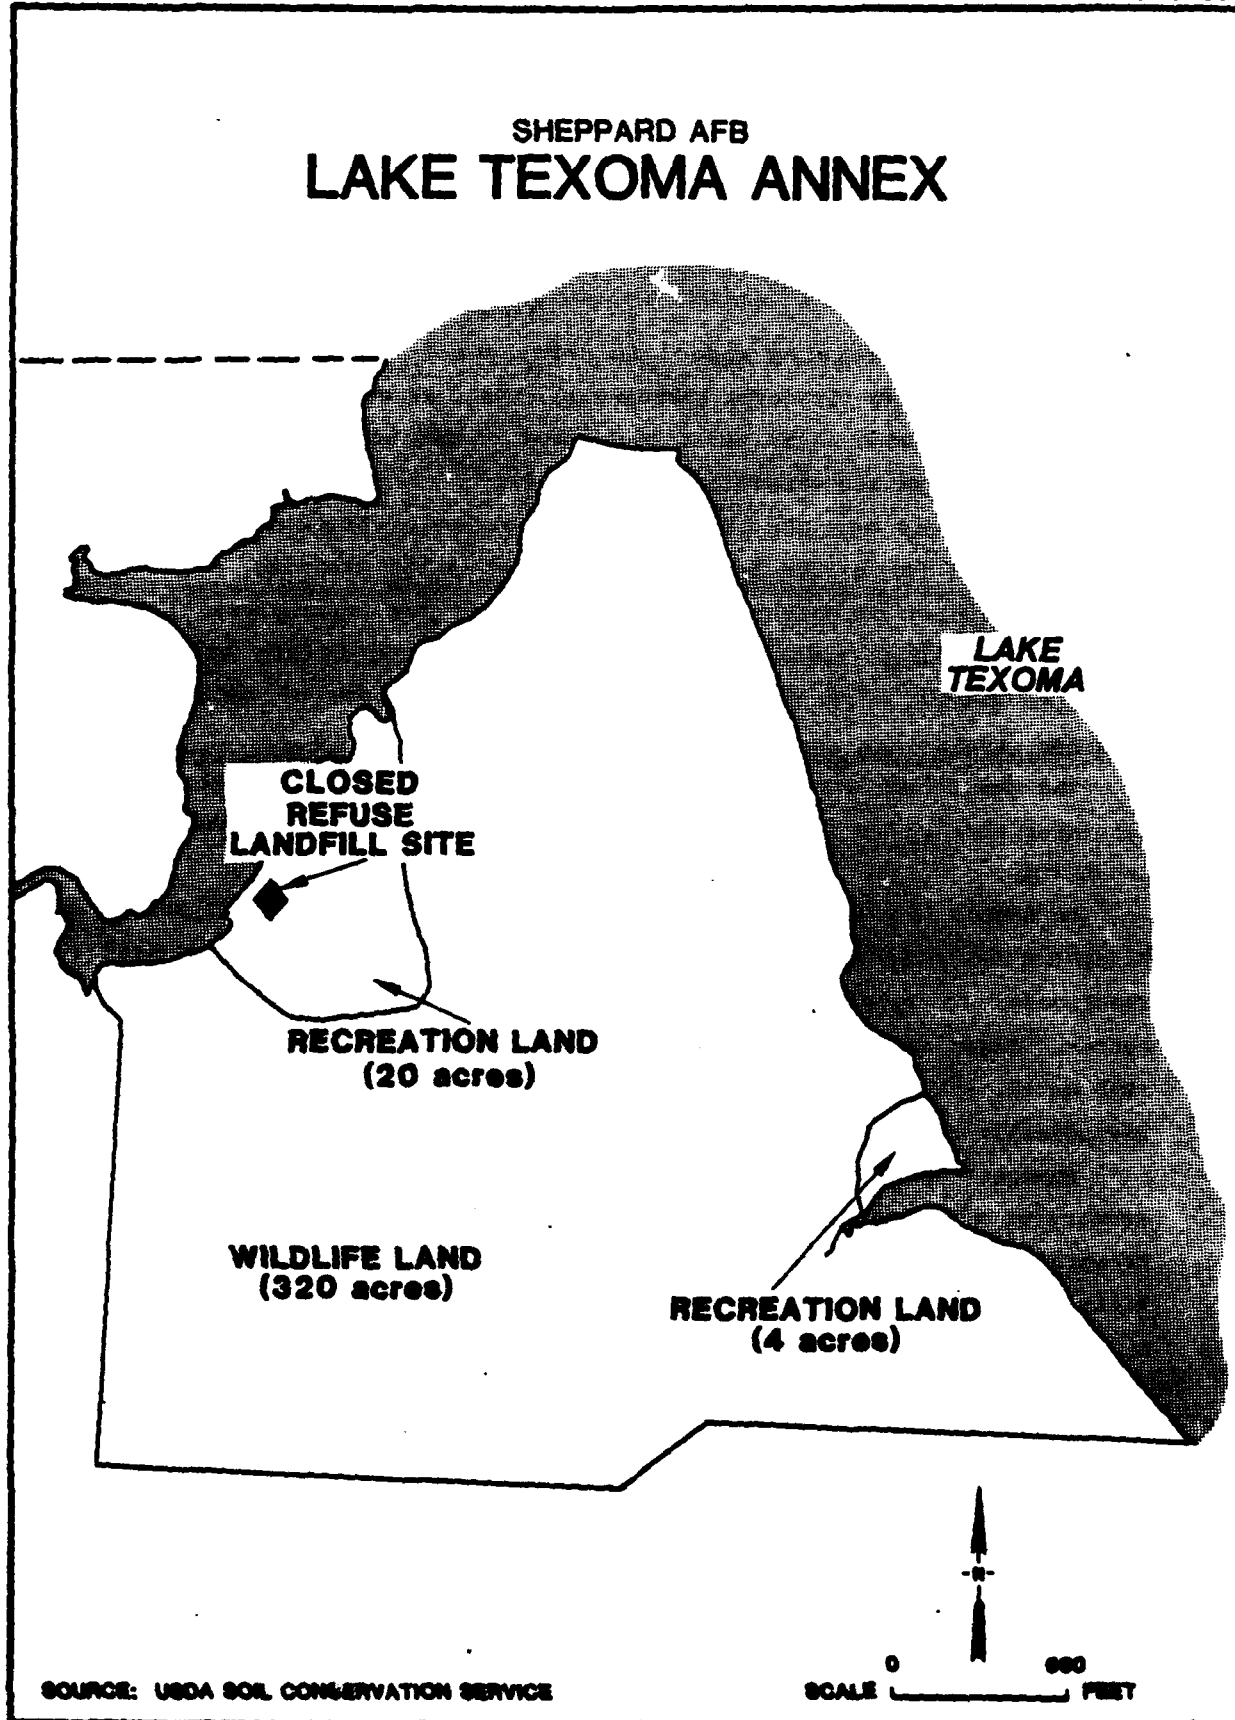 SHEPPARD AFB
LAKE TEXOMA ANNEX
LAKE
TEXOMA
CLOSED
REFUSE
LANDFILL SITE
RECREATION LAND
(20 acres)
WILDLIFE LAND
(320 acres)
RECREATION LAND
(4 acres)
N
0
SOURCE: USDA SOIL CONSERVATION SERVICE
SCALE FEET